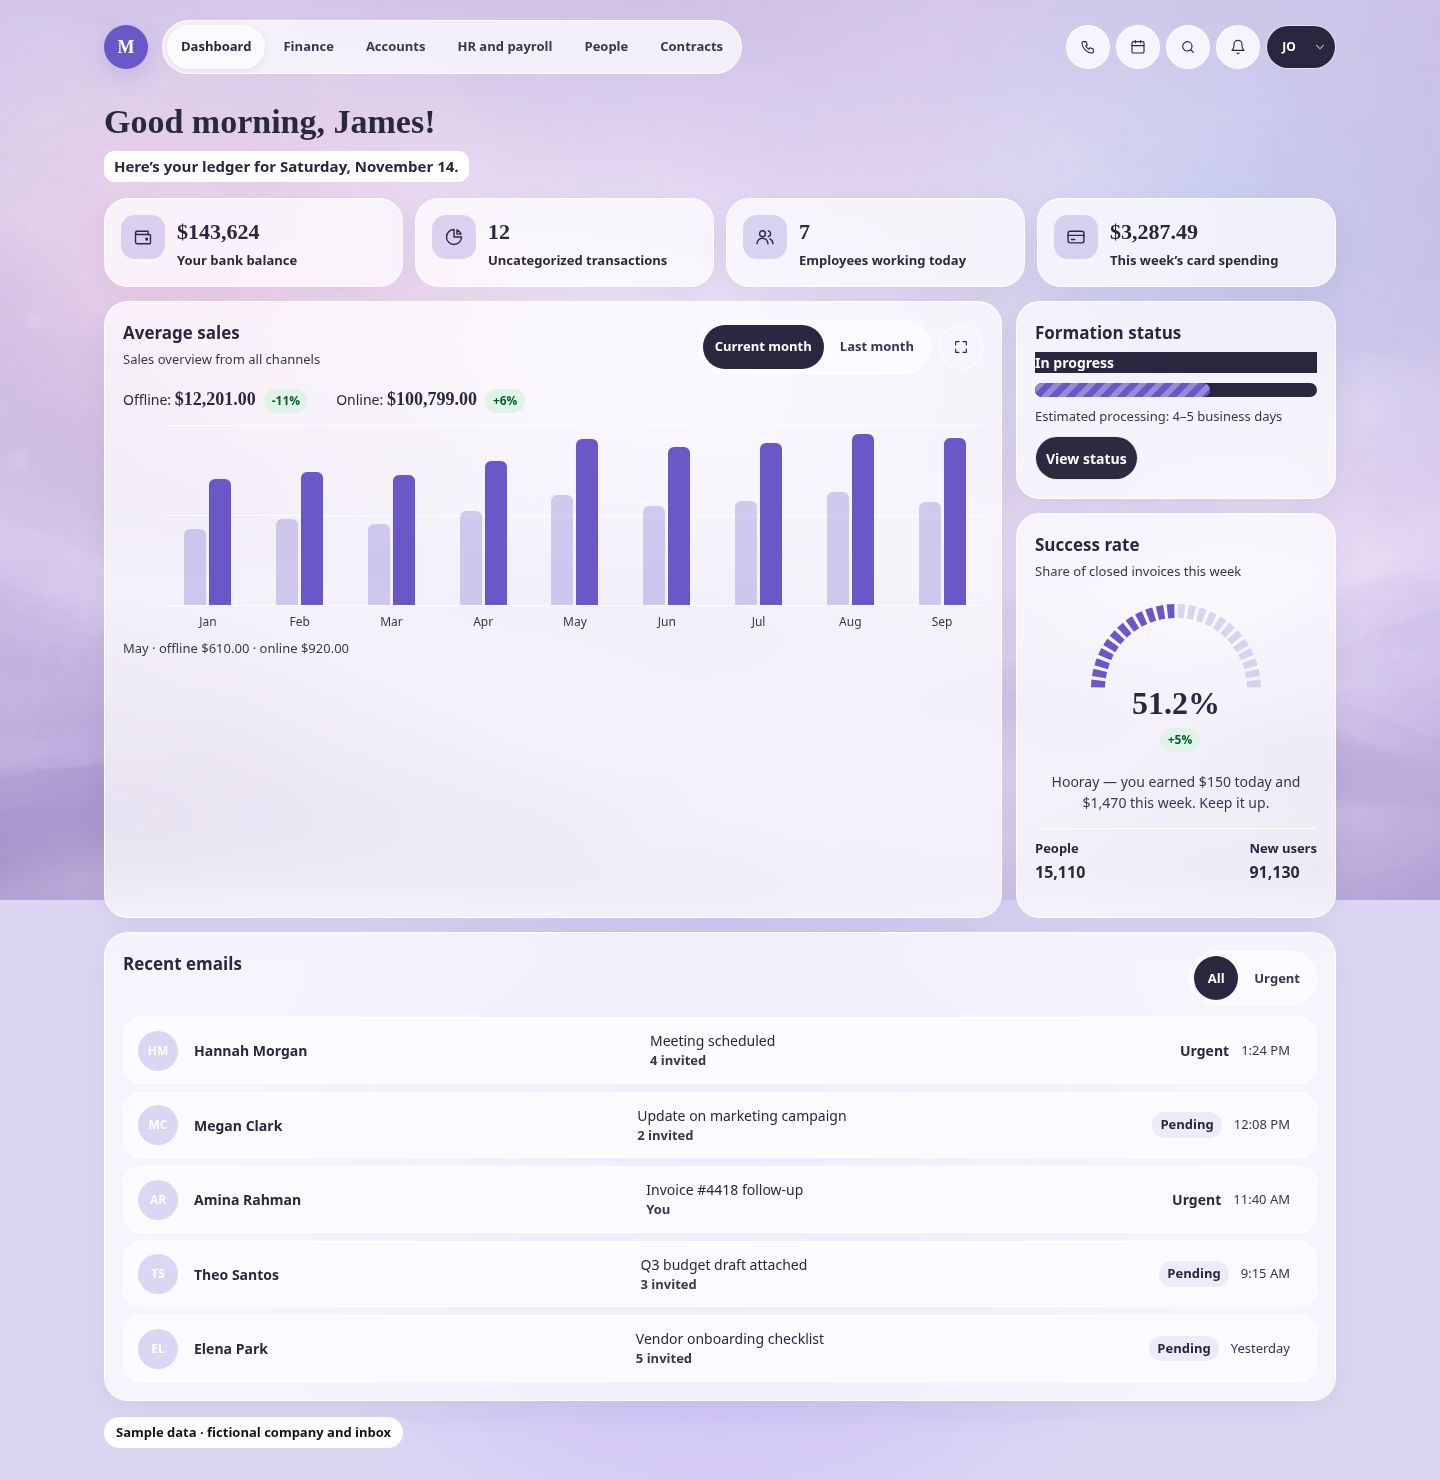 M
Dashboard Finance Accounts HR and payroll People Contracts
JO
Good morning, James!
Here’s your ledger for Saturday, November 14.
$143,624
Your bank balance
12
Uncategorized transactions
7
Employees working today
$3,287.49
This week’s card spending
Average sales
Sales overview from all channels
Current month Last month
Offline: $12,201.00 -11% Online: $100,799.00 +6%
Jan Feb Mar Apr May Jun Jul Aug Sep
May · offline $610.00 · online $920.00
Formation status
In progress
Estimated processing: 4–5 business days
View status
Success rate
Share of closed invoices this week
51.2%
+5%
Hooray — you earned $150 today and
$1,470 this week. Keep it up.
People New users
15,110 91,130
Recent emails
All Urgent
HM Hannah Morgan
Meeting scheduled
4 invited
Urgent 1:24 PM
MC Megan Clark
Update on marketing campaign
2 invited
Pending 12:08 PM
AR Amina Rahman
Invoice #4418 follow-up
You
Urgent 11:40 AM
TS Theo Santos
Q3 budget draft attached
3 invited
Pending 9:15 AM
EL Elena Park
Vendor onboarding checklist
5 invited
Pending Yesterday
Sample data · fictional company and inbox